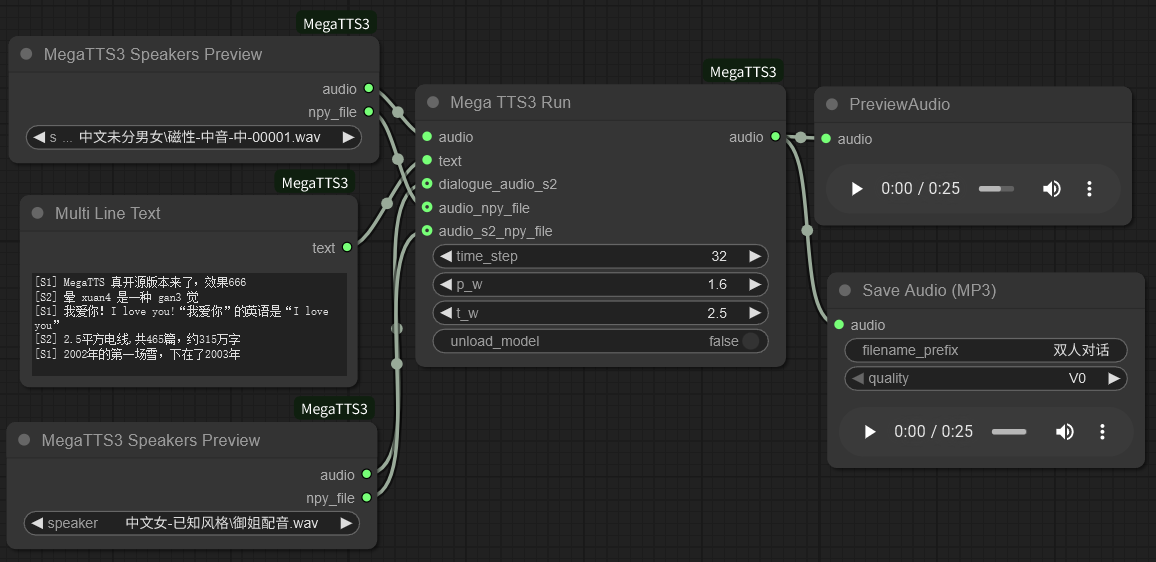 MegaTTS3
MegaTTS3 Speakers Preview
audio
npy_file
s ... 中文未分男女\磁性-中音-中-00001.wav
MegaTTS3
Multi Line Text
text
[S1] MegaTTS 真开源版本来了，效果666
[S2] 晕 xuan4 是一种 gan3 觉
[S1] 我爱你！I love you!“我爱你”的英语是“I love
you”
[S2] 2.5平方电线,共465篇，约315万字
[S1] 2002年的第一场雪，下在了2003年
MegaTTS3
MegaTTS3 Speakers Preview
audio
npy_file
speaker 中文女-已知风格\御姐配音.wav
MegaTTS3
Mega TTS3 Run
audio audio
text
dialogue_audio_s2
audio_npy_file
audio_s2_npy_file
time_step 32
p_w 1.6
t_w 2.5
unload_model false
PreviewAudio
audio
0:00 / 0:25
Save Audio (MP3)
audio
filename_prefix 双人对话
quality V0
0:00 / 0:25